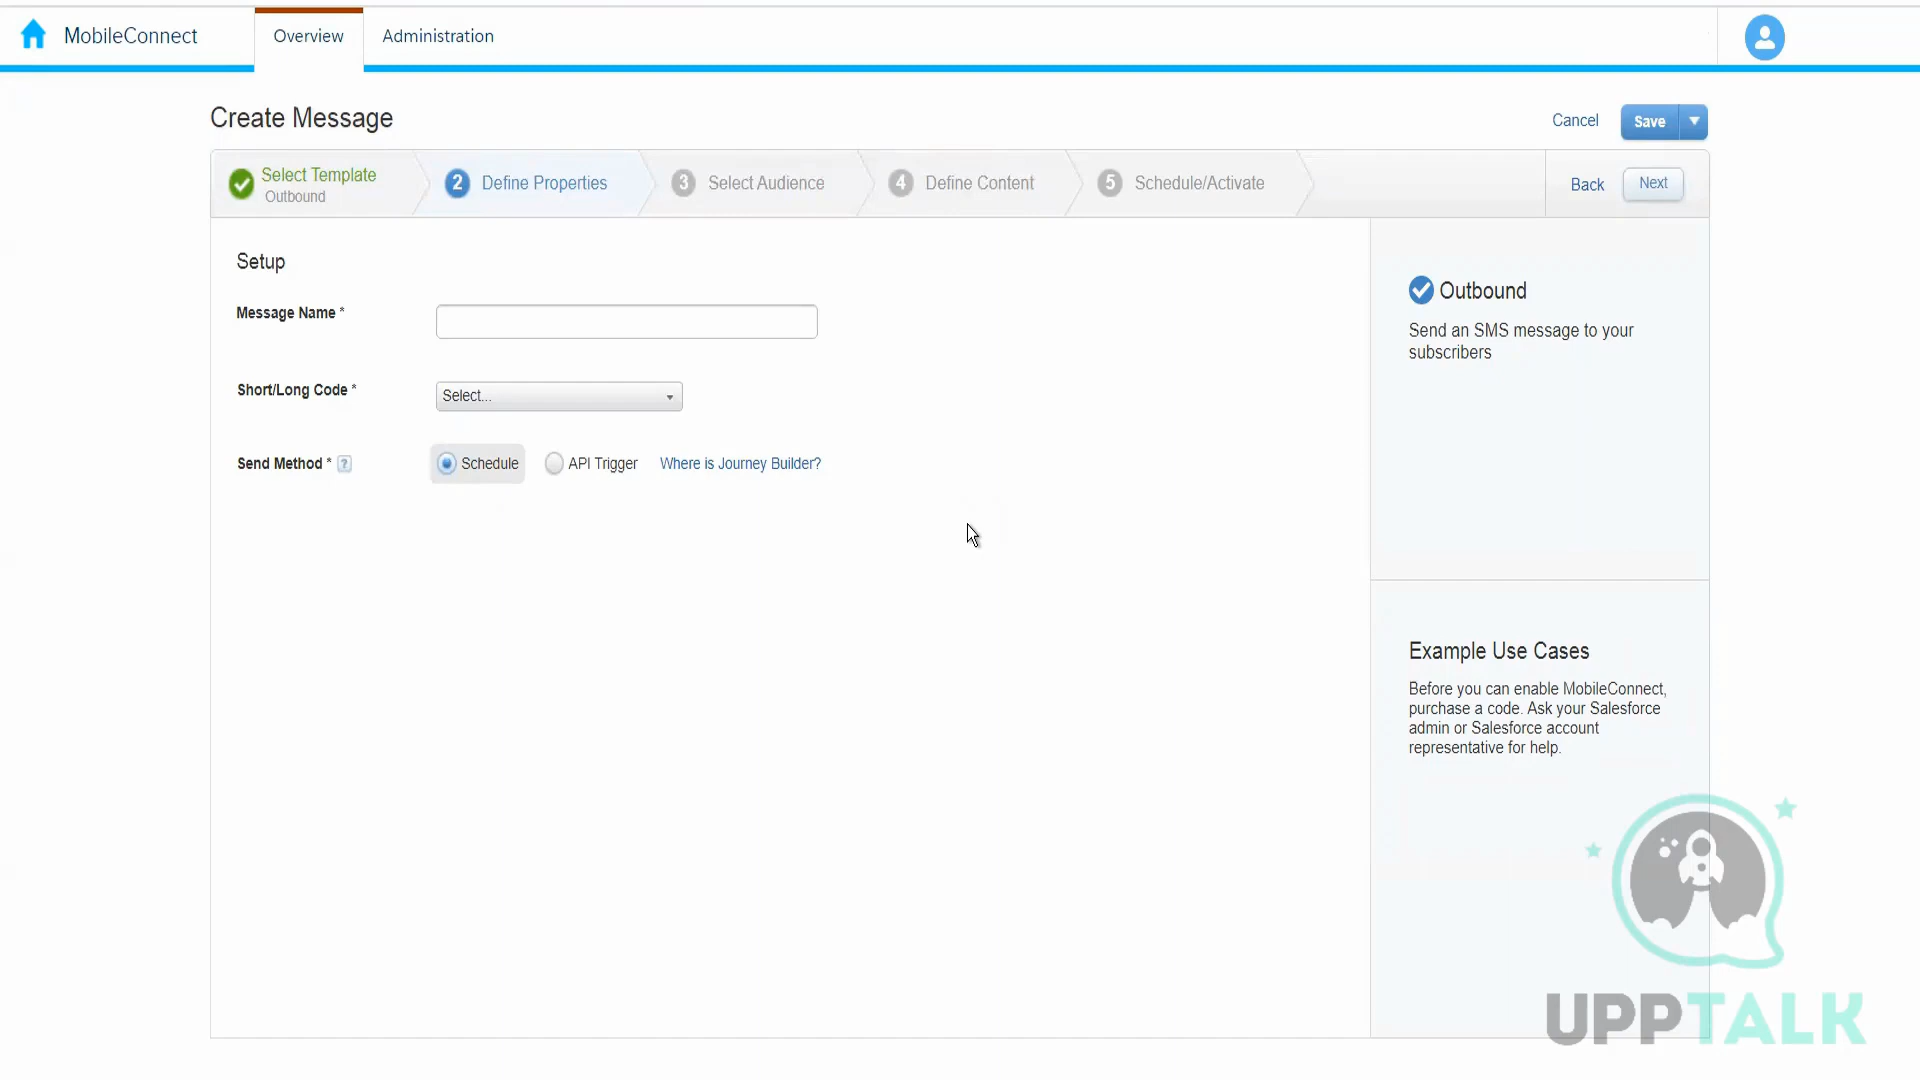 MobileConnect
Overview
Administration
Create Message
Cancel
Save
Select Template
Outbound
2 Define Properties
3 Select Audience
4 Define Content
5 Schedule/Activate
Back
Next
Setup
Message Name *
Short/Long Code *
Select...
Send Method * ?
Schedule
API Trigger
Where is Journey Builder?
Outbound
Send an SMS message to your
subscribers
Example Use Cases
Before you can enable MobileConnect,
purchase a code. Ask your Salesforce
admin or Salesforce account
representative for help.
UPPTALK